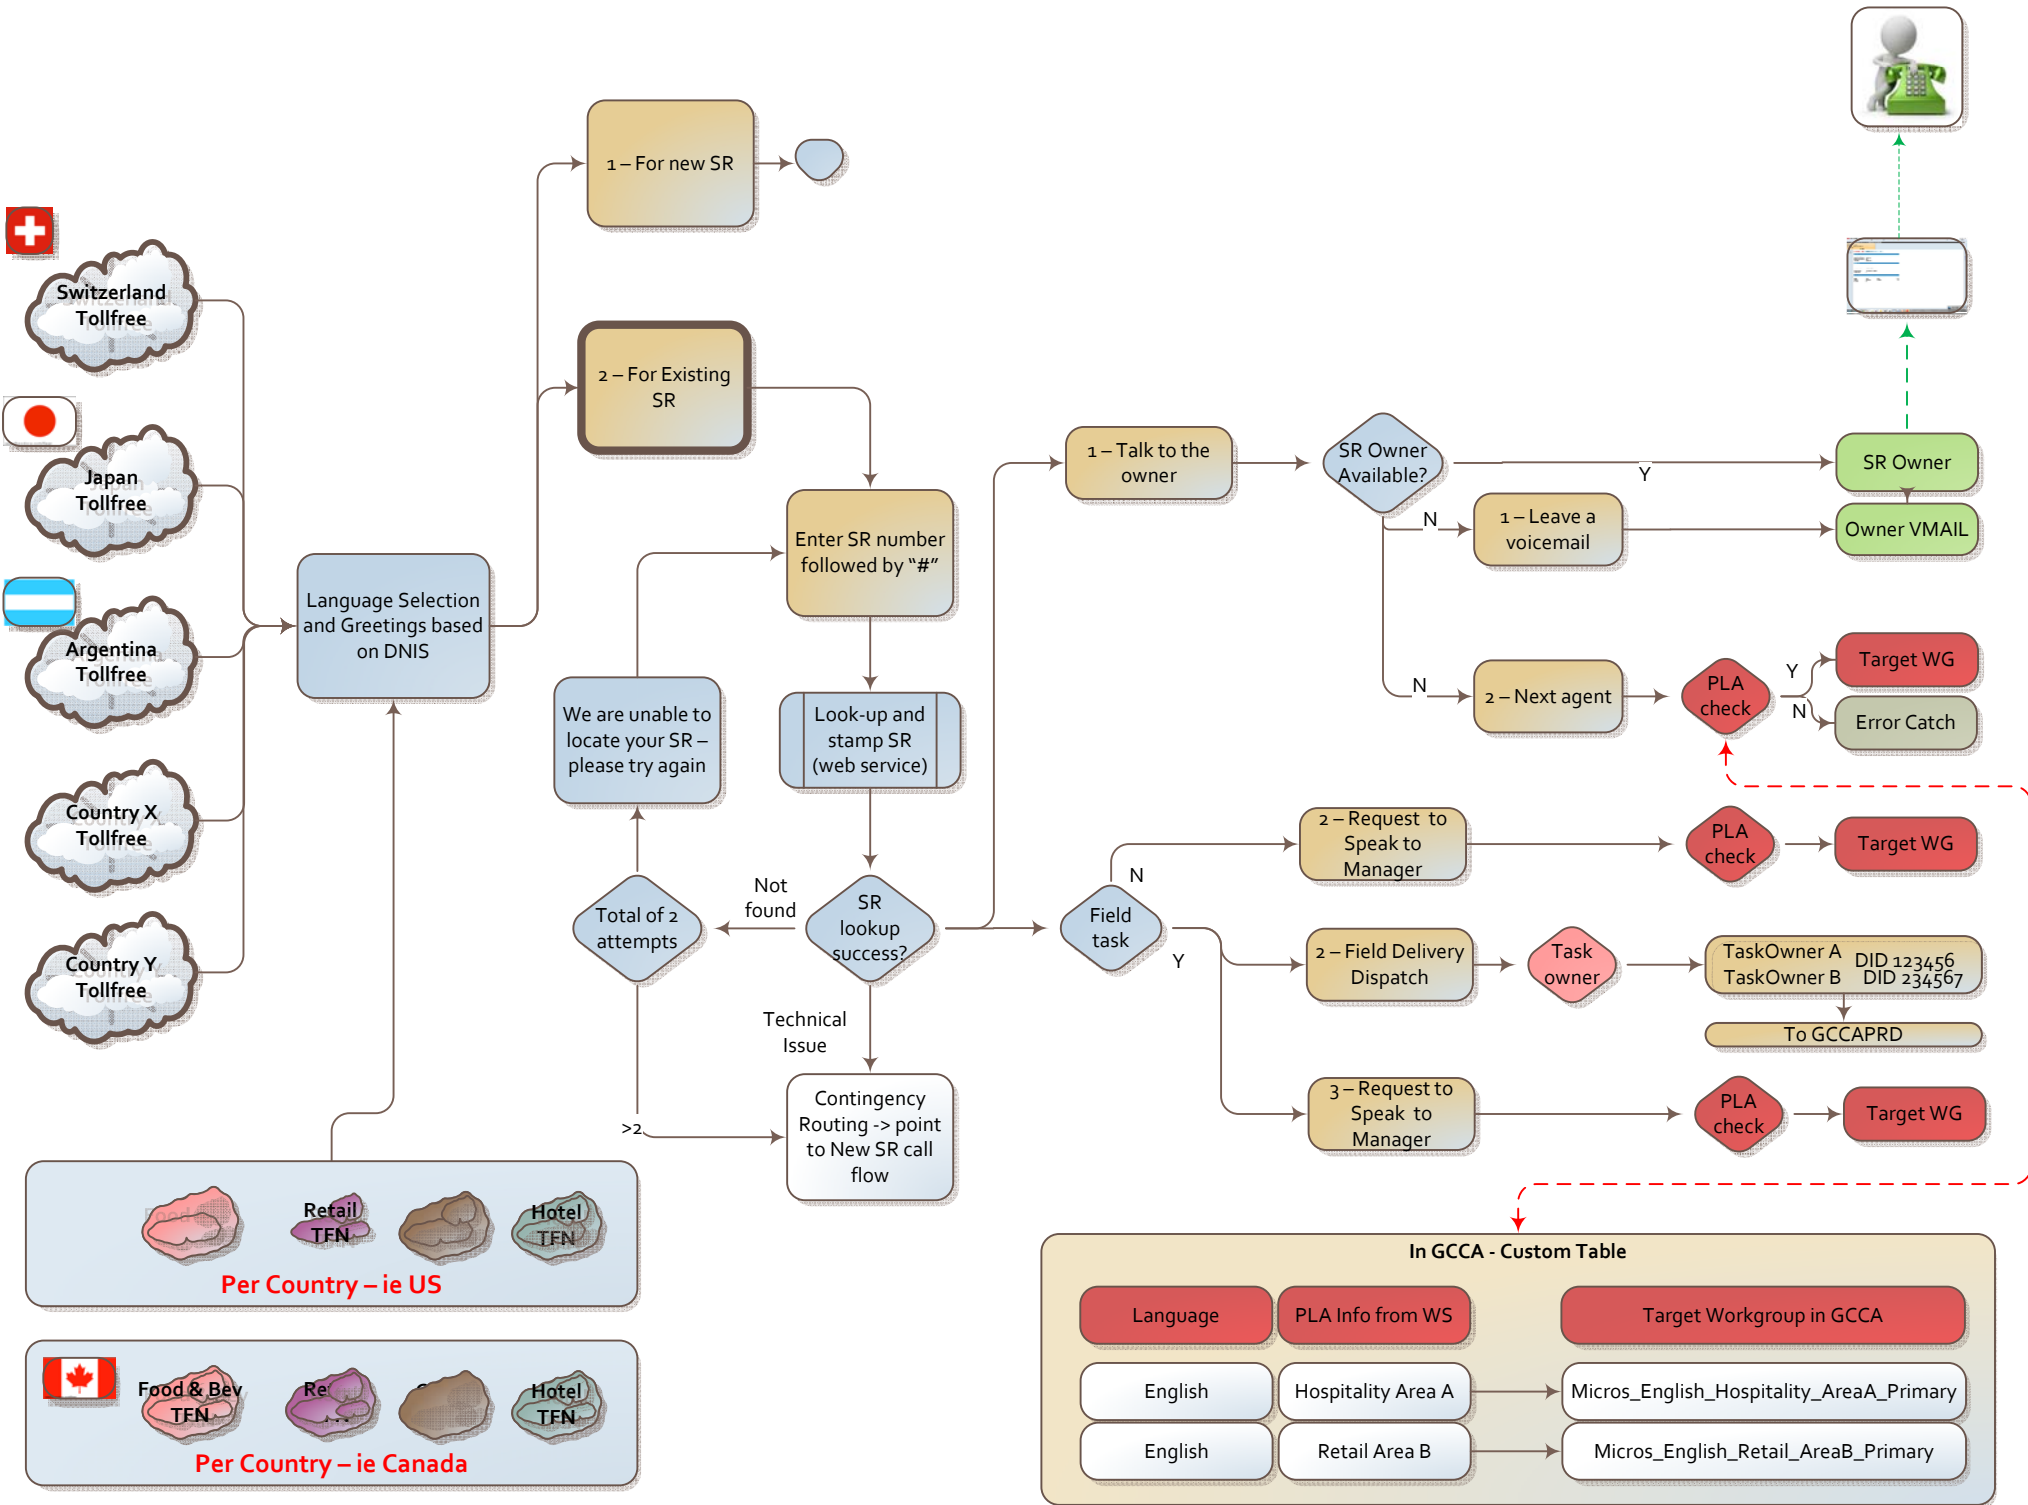 1 – For new SR
Switzerland
Tollfree
2 – For Existing
SR
Japan
Tollfree
1 – Talk to the
owner
SR Owner
Available?
Y
SR Owner
N
1 – Leave a
voicemail
Owner VMAIL
Enter SR number
followed by “#”
Language Selection
and Greetings based
on DNIS
Argentina
Tollfree
N
2 – Next agent
PLA
check
Y
N
Target WG
Error Catch
We are unable to
locate your SR –
please try again
Look-up and
stamp SR
(web service)
Country X
Tollfree
2 – Request to
Speak to
Manager
PLA
check
Target WG
N
Total of 2
attempts
Not
found
SR
lookup
success?
Field
task
Y
2 – Field Delivery
Dispatch
Task
owner
TaskOwner A DID 123456
TaskOwner B DID 234567
To GCCAPRD
Country Y
Tollfree
Technical
Issue
>2
Contingency
Routing -> point
to New SR call
flow
3 – Request to
Speak to
Manager
PLA
check
Target WG
Retail
TFN
Hotel
TFN
Per Country – ie US
Food & Bev
TFN
Hotel
TFN
Per Country – ie Canada
In GCCA - Custom Table
Language
PLA Info from WS
Target Workgroup in GCCA
English
Hospitality Area A
Micros_English_Hospitality_AreaA_Primary
English
Retail Area B
Micros_English_Retail_AreaB_Primary